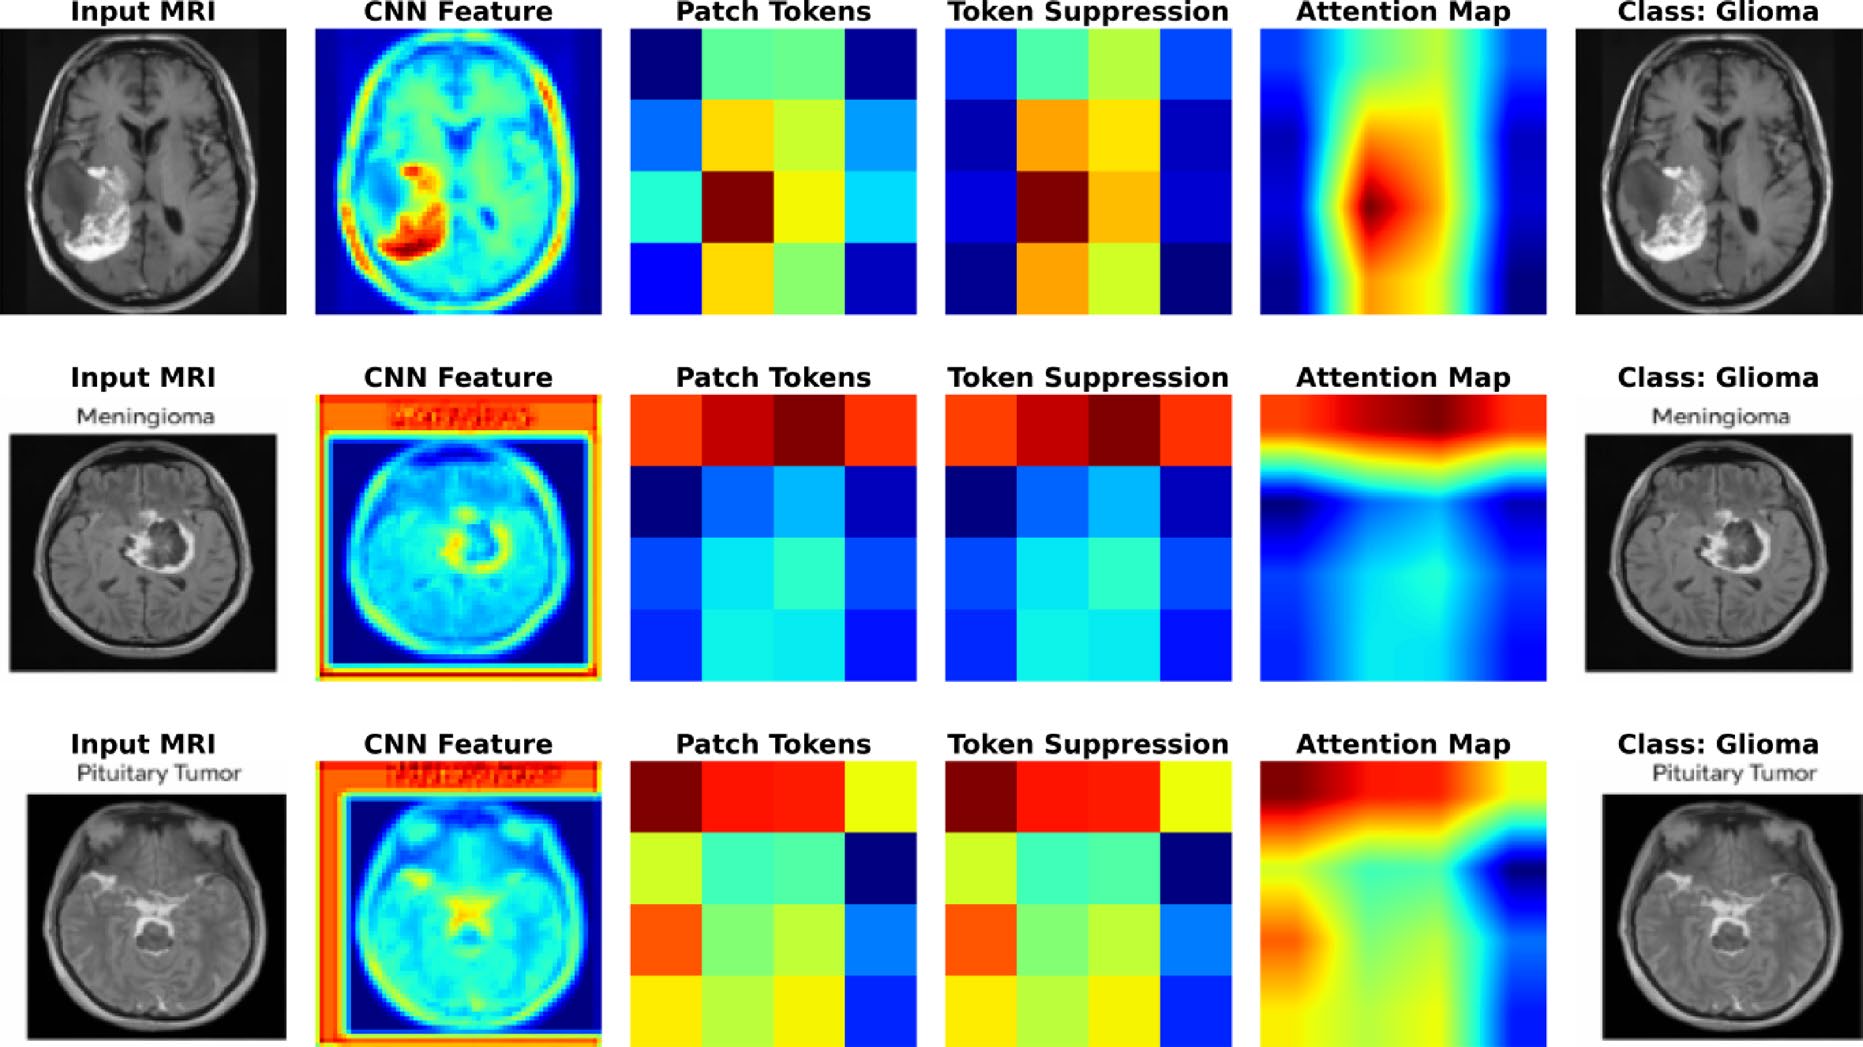 Input MRI CNN Feature Patch Tokens Token Suppression Attention Map Class: Glioma
Input MRI CNN Feature Patch Tokens Token Suppression Attention Map Class: Glioma
Meningioma Meningioma
Input MRI CNN Feature Patch Tokens Token Suppression Attention Map Class: Glioma
Pituitary Tumor Pituitary Tumor